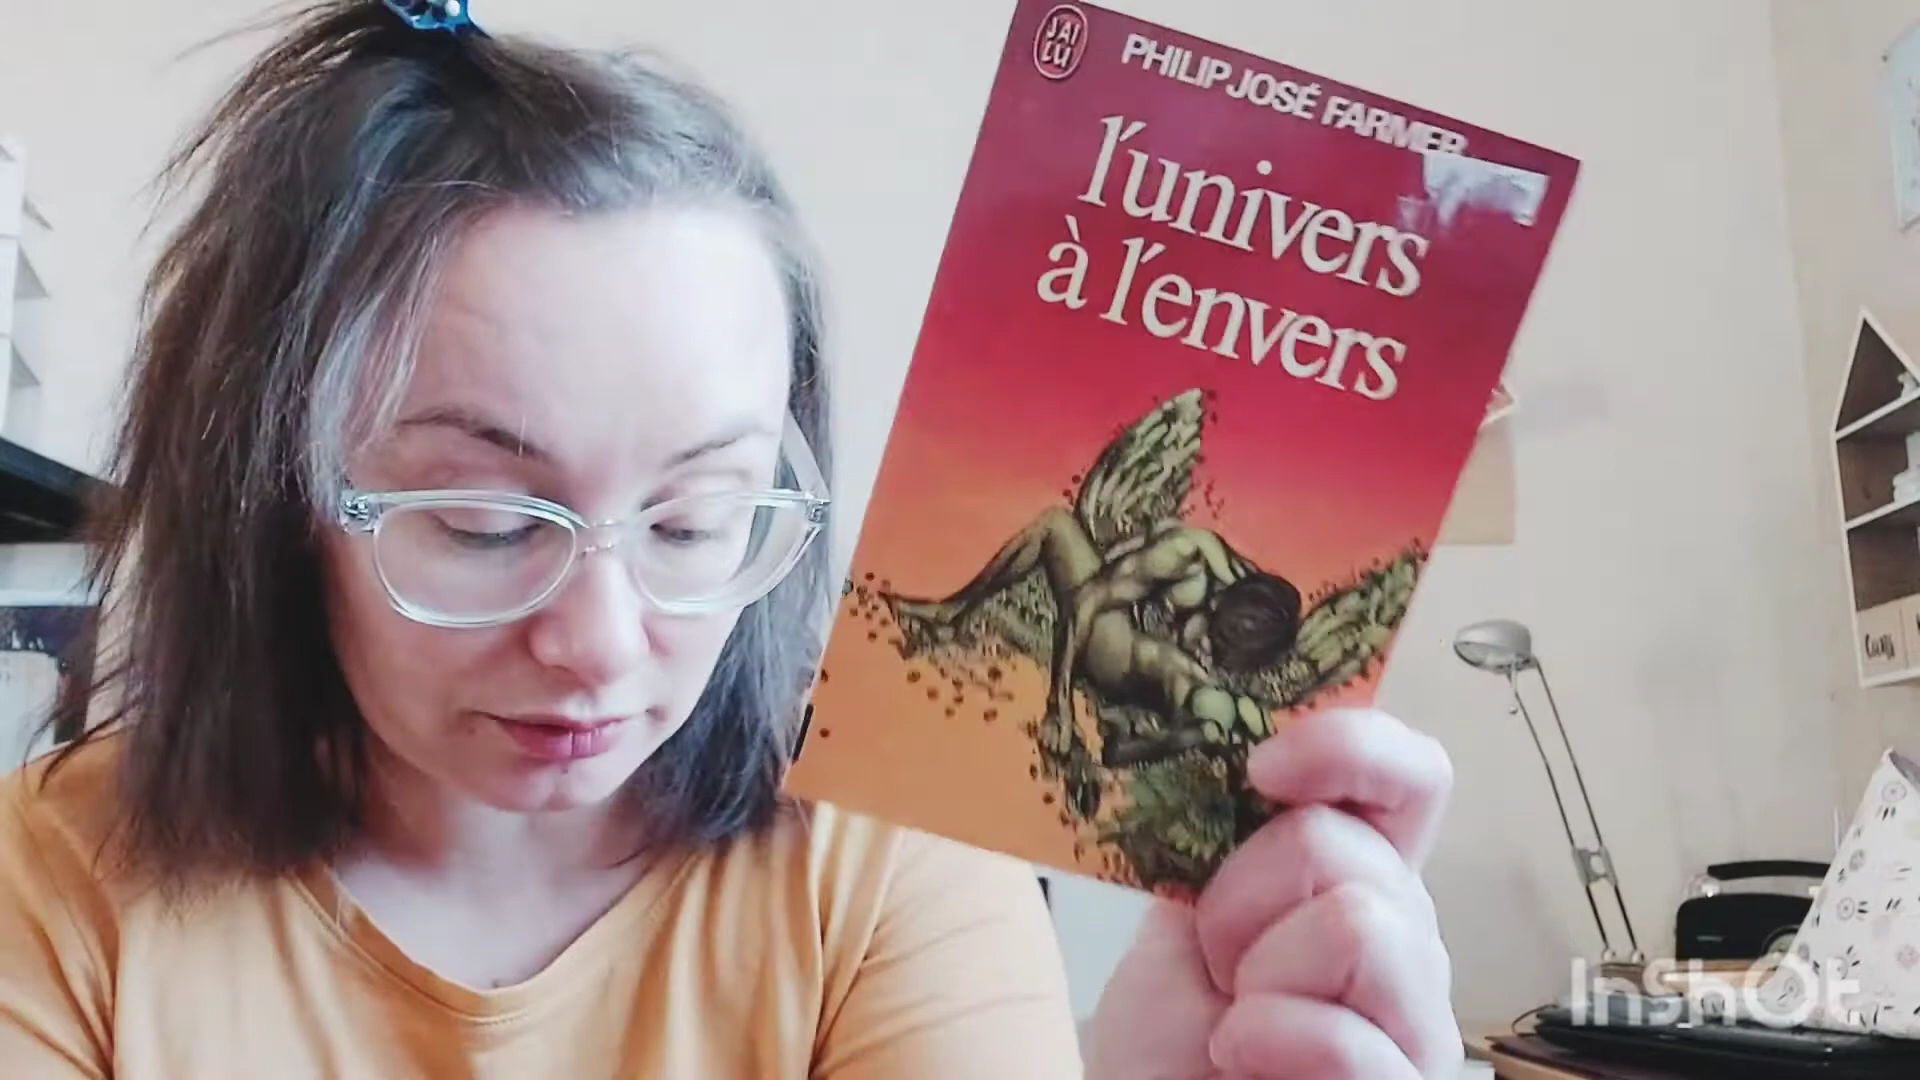 J'AI
LU
PHILIP JOSÉ FARMER
l'univers
à l'envers
InShOt